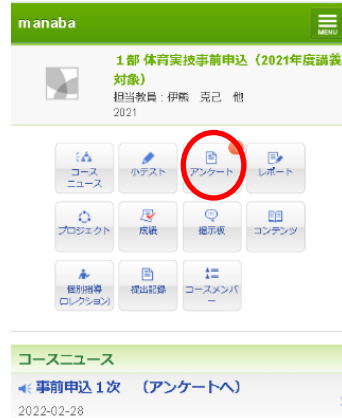 manaba
MENU
1部 体育実技事前申込（2021年度講義
対象）
担当教員：伊熊 克己 他
2021
コース
ニュース
小テスト
アンケート
レポート
プロジェクト
成績
掲示板
コンテンツ
個別指導
(コレクション)
提出記録
コースメンバ
ー
コースニュース
事前申込１次 （アンケートへ）
2022-02-28